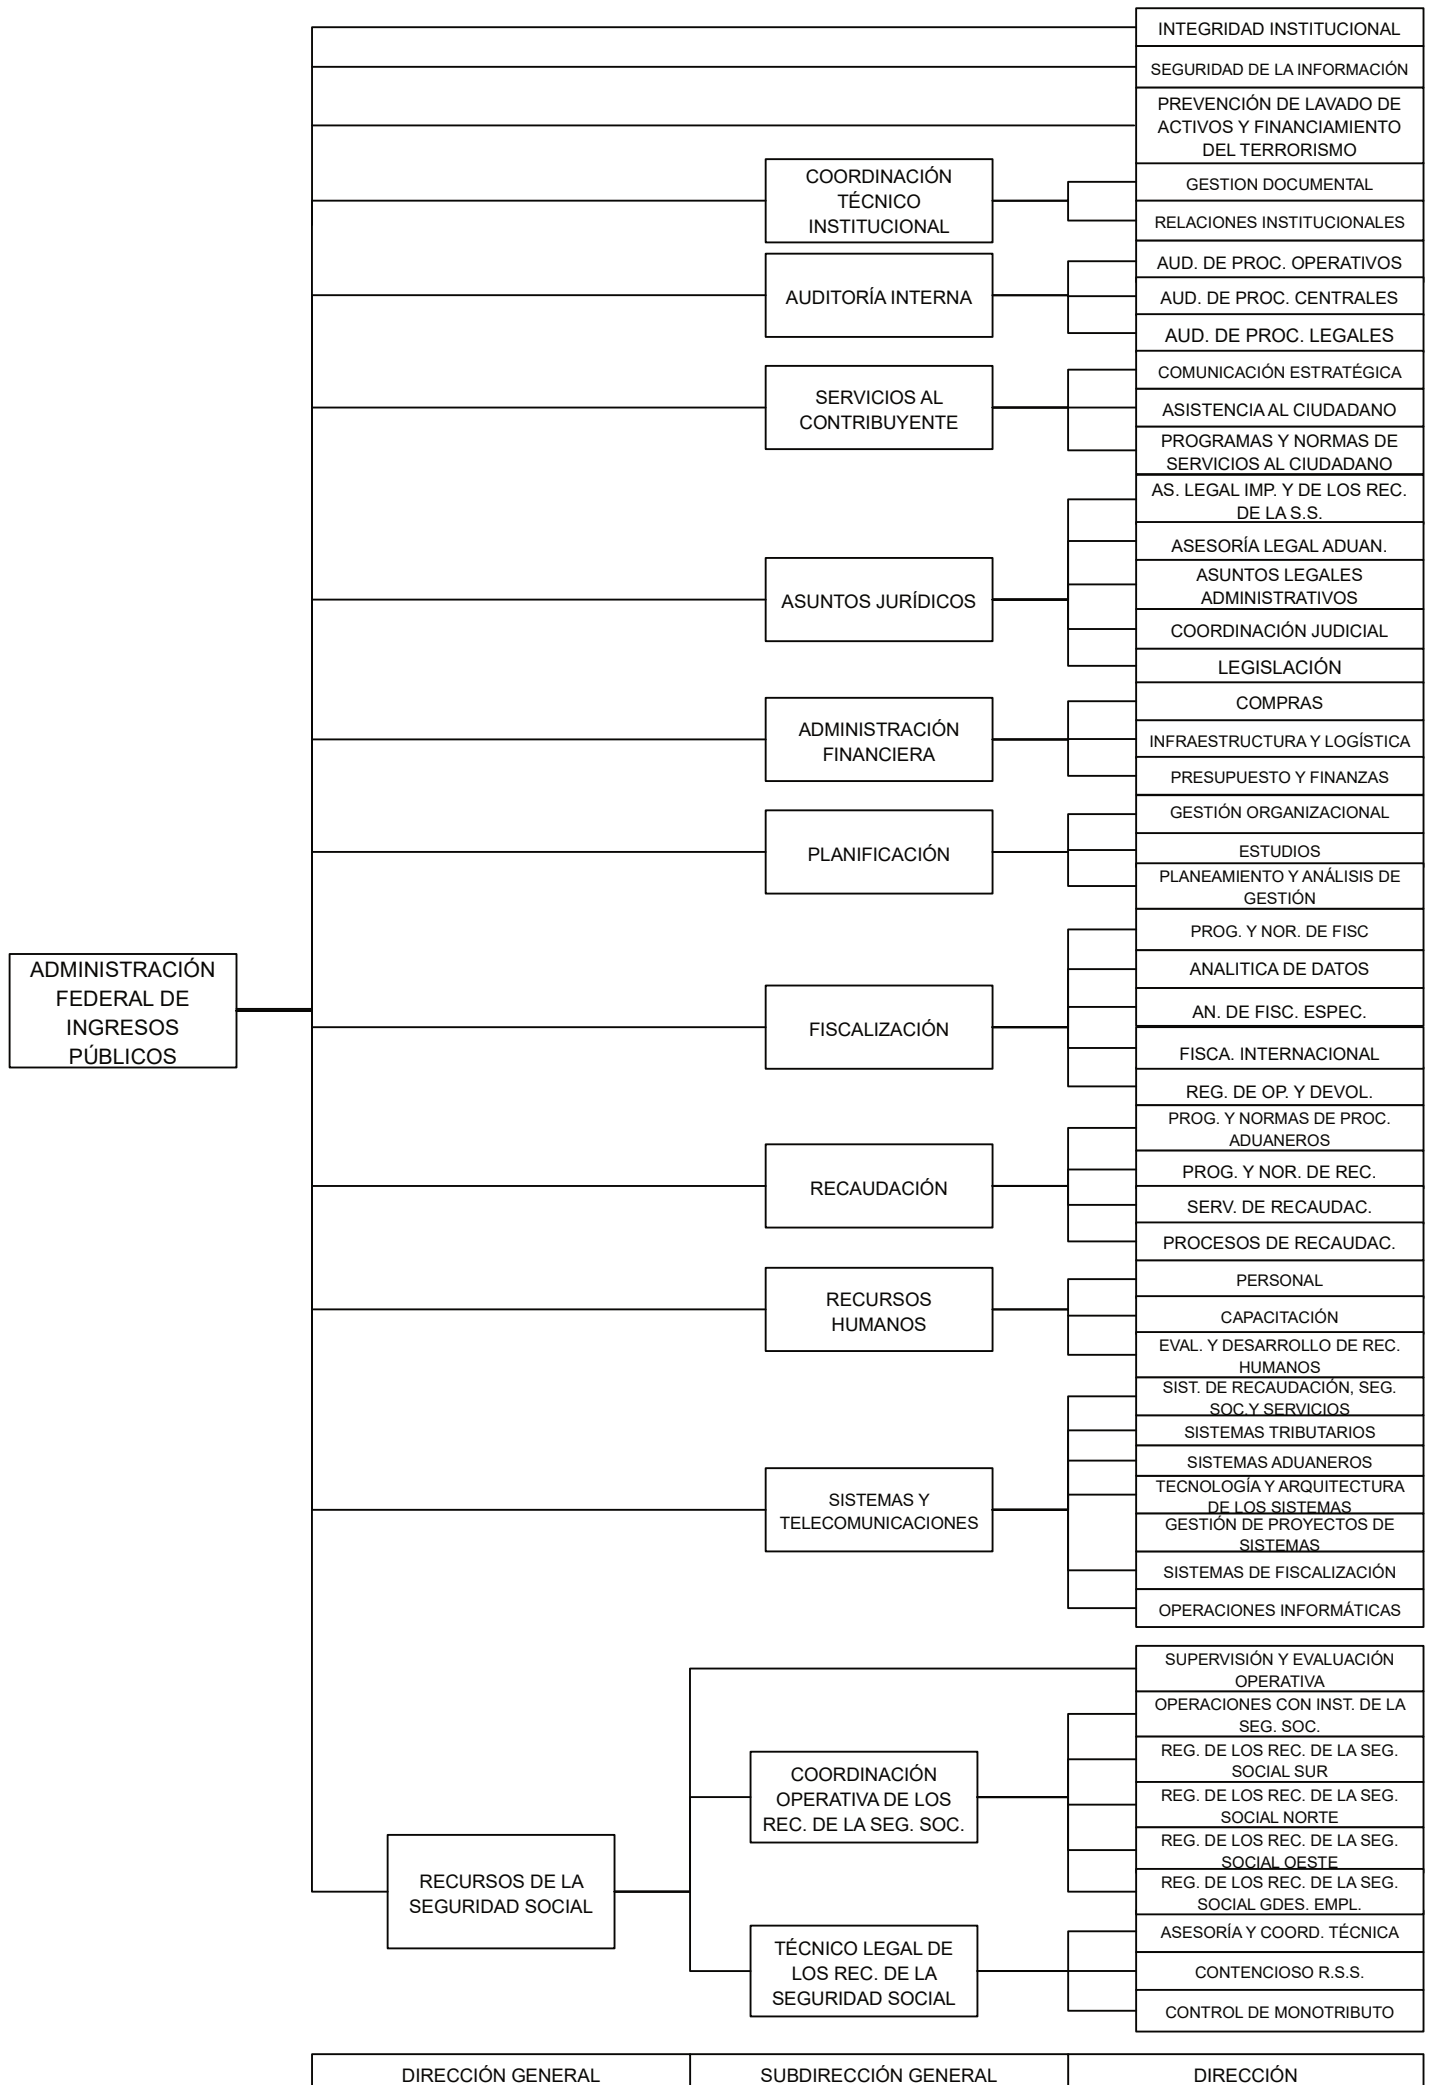 INTEGRIDAD INSTITUCIONAL
SEGURIDAD DE LA INFORMACIÓN
PREVENCIÓN DE LAVADO DE
ACTIVOS Y FINANCIAMIENTO
DEL TERRORISMO
COORDINACIÓN
TÉCNICO
INSTITUCIONAL
GESTION DOCUMENTAL
RELACIONES INSTITUCIONALES
AUDITORÍA INTERNA
AUD. DE PROC. OPERATIVOS
AUD. DE PROC. CENTRALES
AUD. DE PROC. LEGALES
SERVICIOS AL
CONTRIBUYENTE
COMUNICACIÓN ESTRATÉGICA
ASISTENCIA AL CIUDADANO
PROGRAMAS Y NORMAS DE
SERVICIOS AL CIUDADANO
ASUNTOS JURÍDICOS
AS. LEGAL IMP. Y DE LOS REC.
DE LA S.S.
ASESORÍA LEGAL ADUAN.
ASUNTOS LEGALES
ADMINISTRATIVOS
COORDINACIÓN JUDICIAL
LEGISLACIÓN
ADMINISTRACIÓN
FINANCIERA
COMPRAS
INFRAESTRUCTURA Y LOGÍSTICA
PRESUPUESTO Y FINANZAS
PLANIFICACIÓN
GESTIÓN ORGANIZACIONAL
ESTUDIOS
PLANEAMIENTO Y ANÁLISIS DE
GESTIÓN
ADMINISTRACIÓN
FEDERAL DE
INGRESOS
PÚBLICOS
FISCALIZACIÓN
PROG. Y NOR. DE FISC
ANALITICA DE DATOS
AN. DE FISC. ESPEC.
FISCA. INTERNACIONAL
REG. DE OP. Y DEVOL.
RECAUDACIÓN
PROG. Y NORMAS DE PROC.
ADUANEROS
PROG. Y NOR. DE REC.
SERV. DE RECAUDAC.
PROCESOS DE RECAUDAC.
RECURSOS
HUMANOS
PERSONAL
CAPACITACIÓN
EVAL. Y DESARROLLO DE REC.
HUMANOS
SISTEMAS Y
TELECOMUNICACIONES
SIST. DE RECAUDACIÓN, SEG.
SOC.Y SERVICIOS
SISTEMAS TRIBUTARIOS
SISTEMAS ADUANEROS
TECNOLOGÍA Y ARQUITECTURA
DE LOS SISTEMAS
GESTIÓN DE PROYECTOS DE
SISTEMAS
SISTEMAS DE FISCALIZACIÓN
OPERACIONES INFORMÁTICAS
RECURSOS DE LA
SEGURIDAD SOCIAL
SUPERVISIÓN Y EVALUACIÓN
OPERATIVA
COORDINACIÓN
OPERATIVA DE LOS
REC. DE LA SEG. SOC.
OPERACIONES CON INST. DE LA
SEG. SOC.
REG. DE LOS REC. DE LA SEG.
SOCIAL SUR
REG. DE LOS REC. DE LA SEG.
SOCIAL NORTE
REG. DE LOS REC. DE LA SEG.
SOCIAL OESTE
REG. DE LOS REC. DE LA SEG.
SOCIAL GDES. EMPL.
TÉCNICO LEGAL DE
LOS REC. DE LA
SEGURIDAD SOCIAL
ASESORÍA Y COORD. TÉCNICA
CONTENCIOSO R.S.S.
CONTROL DE MONOTRIBUTO
DIRECCIÓN GENERAL
SUBDIRECCIÓN GENERAL
DIRECCIÓN